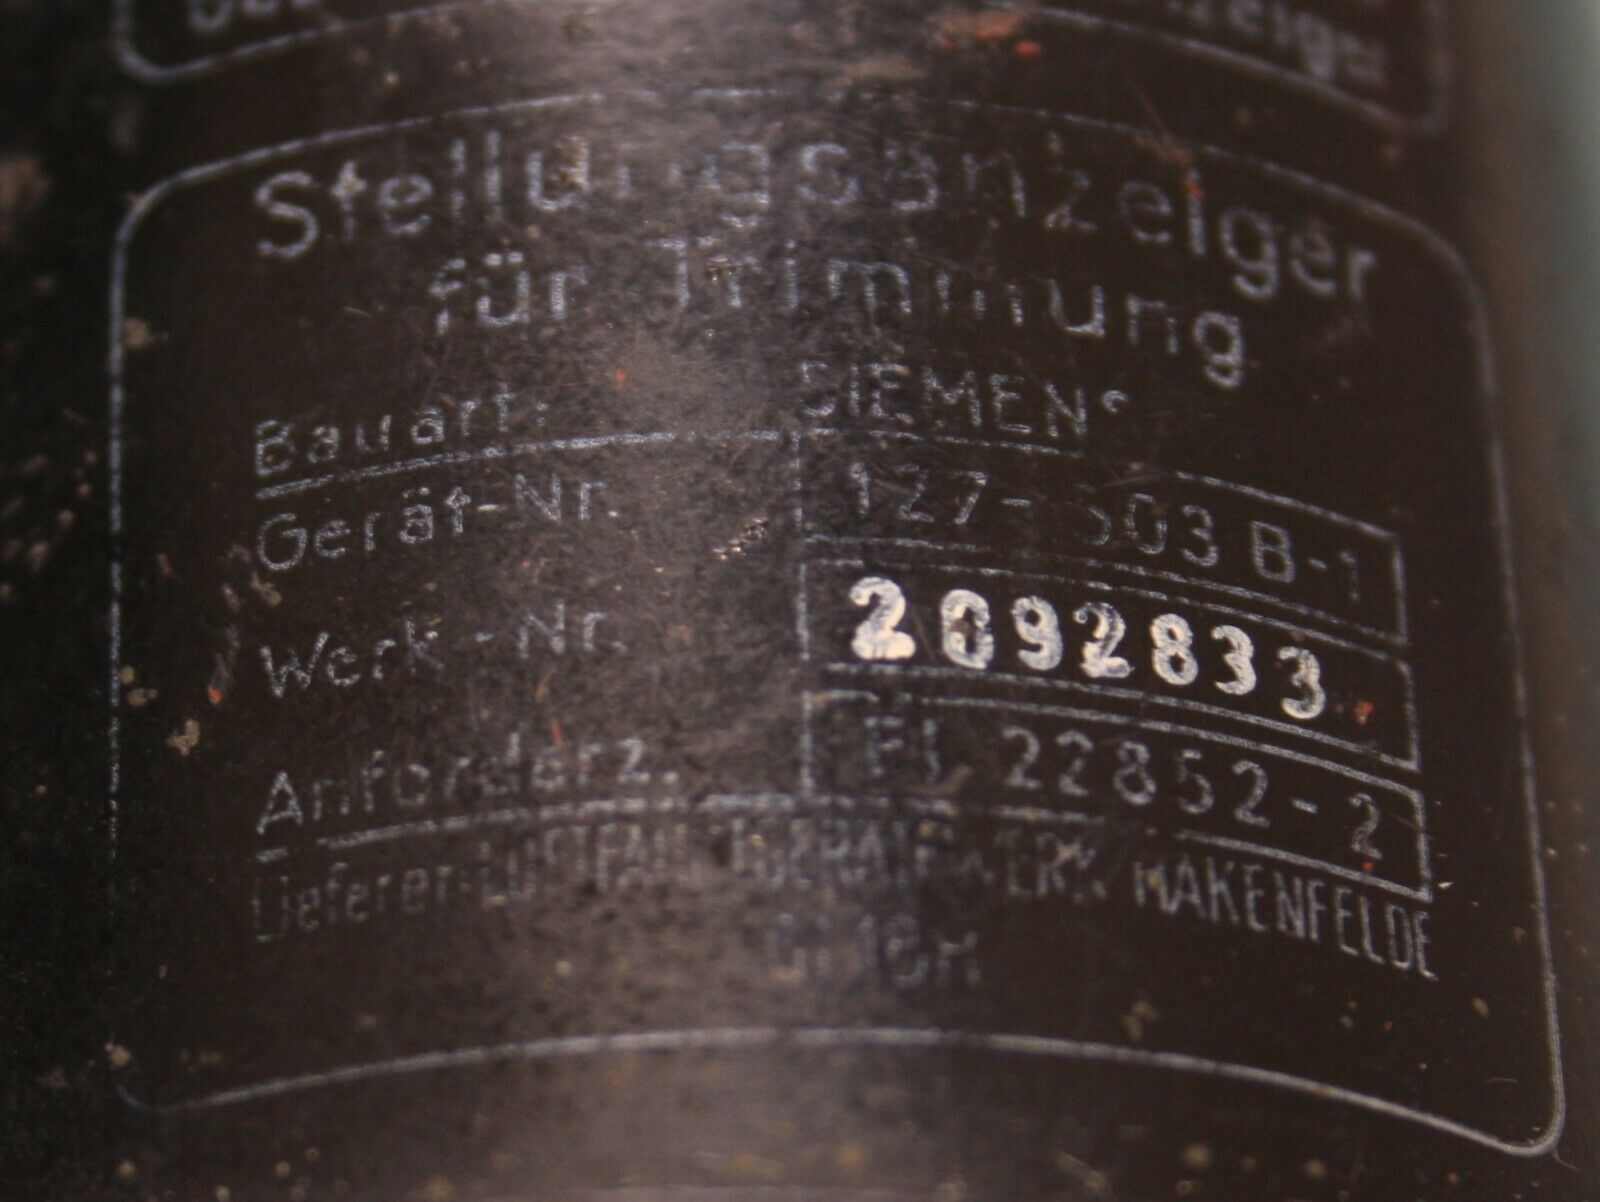 Stellungsanzeiger
für Trimmung
Bauart: SIEMENS
Gerät-Nr. 127-503 B-1
Werk-Nr. 2092833
Anforderz. FL 22852-2
Lieferer: LUFTFAHRTGERÄTEWERK HAKENFELDE
GMBH